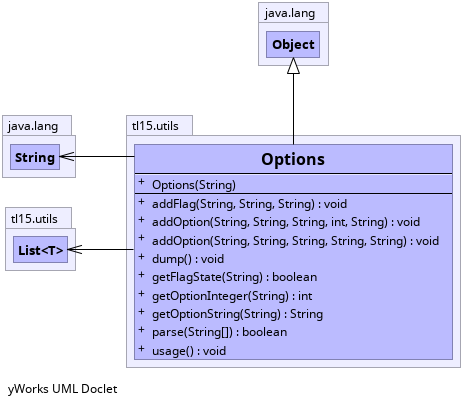 java.lang
Object
java.lang
String
tl15.utils
List<T>
tl15.utils
Options
+ Options(String)
+ addFlag(String, String, String) : void
+ addOption(String, String, String, int, String) : void
+ addOption(String, String, String, String, String) : void
+ dump() : void
+ getFlagState(String) : boolean
+ getOptionInteger(String) : int
+ getOptionString(String) : String
+ parse(String[]) : boolean
+ usage() : void
yWorks UML Doclet